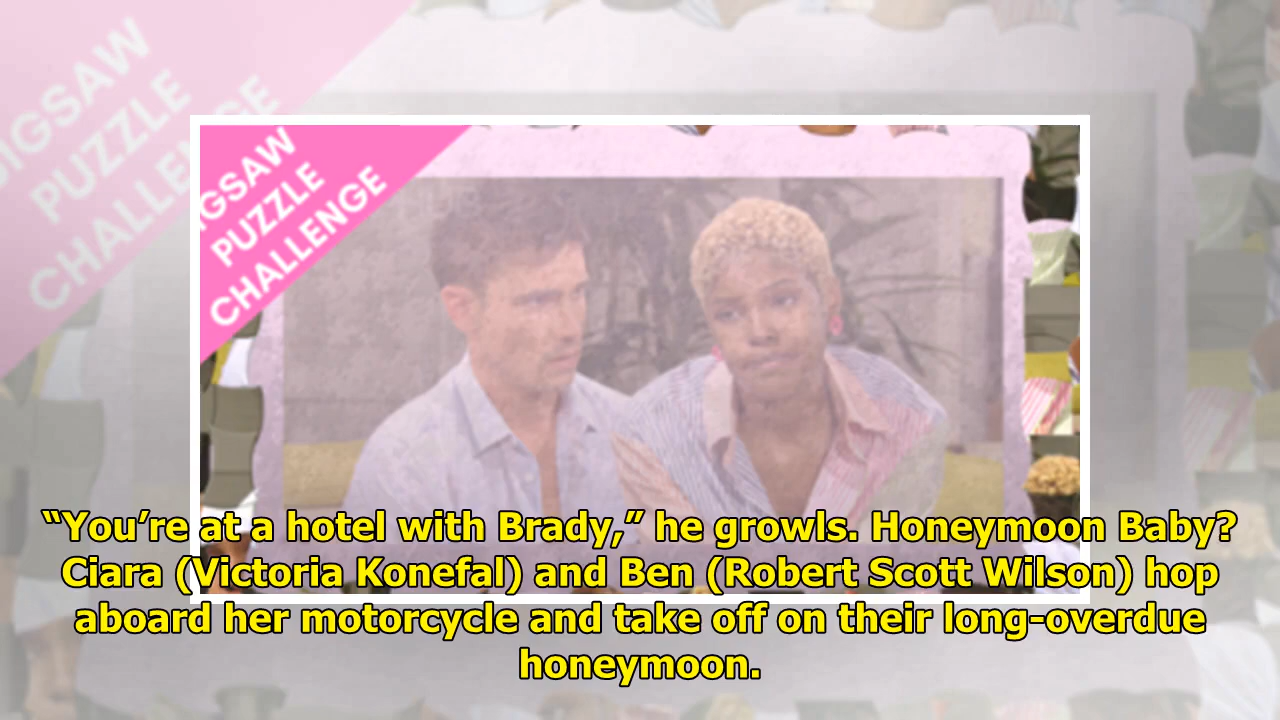 JIGSAW
PUZZLE
CHALLENGE
IGSAW
PUZZLE
CHALLENGE
“You’re at a hotel with Brady,” he growls. Honeymoon Baby?
Ciara (Victoria Konefal) and Ben (Robert Scott Wilson) hop
aboard her motorcycle and take off on their long-overdue
honeymoon.